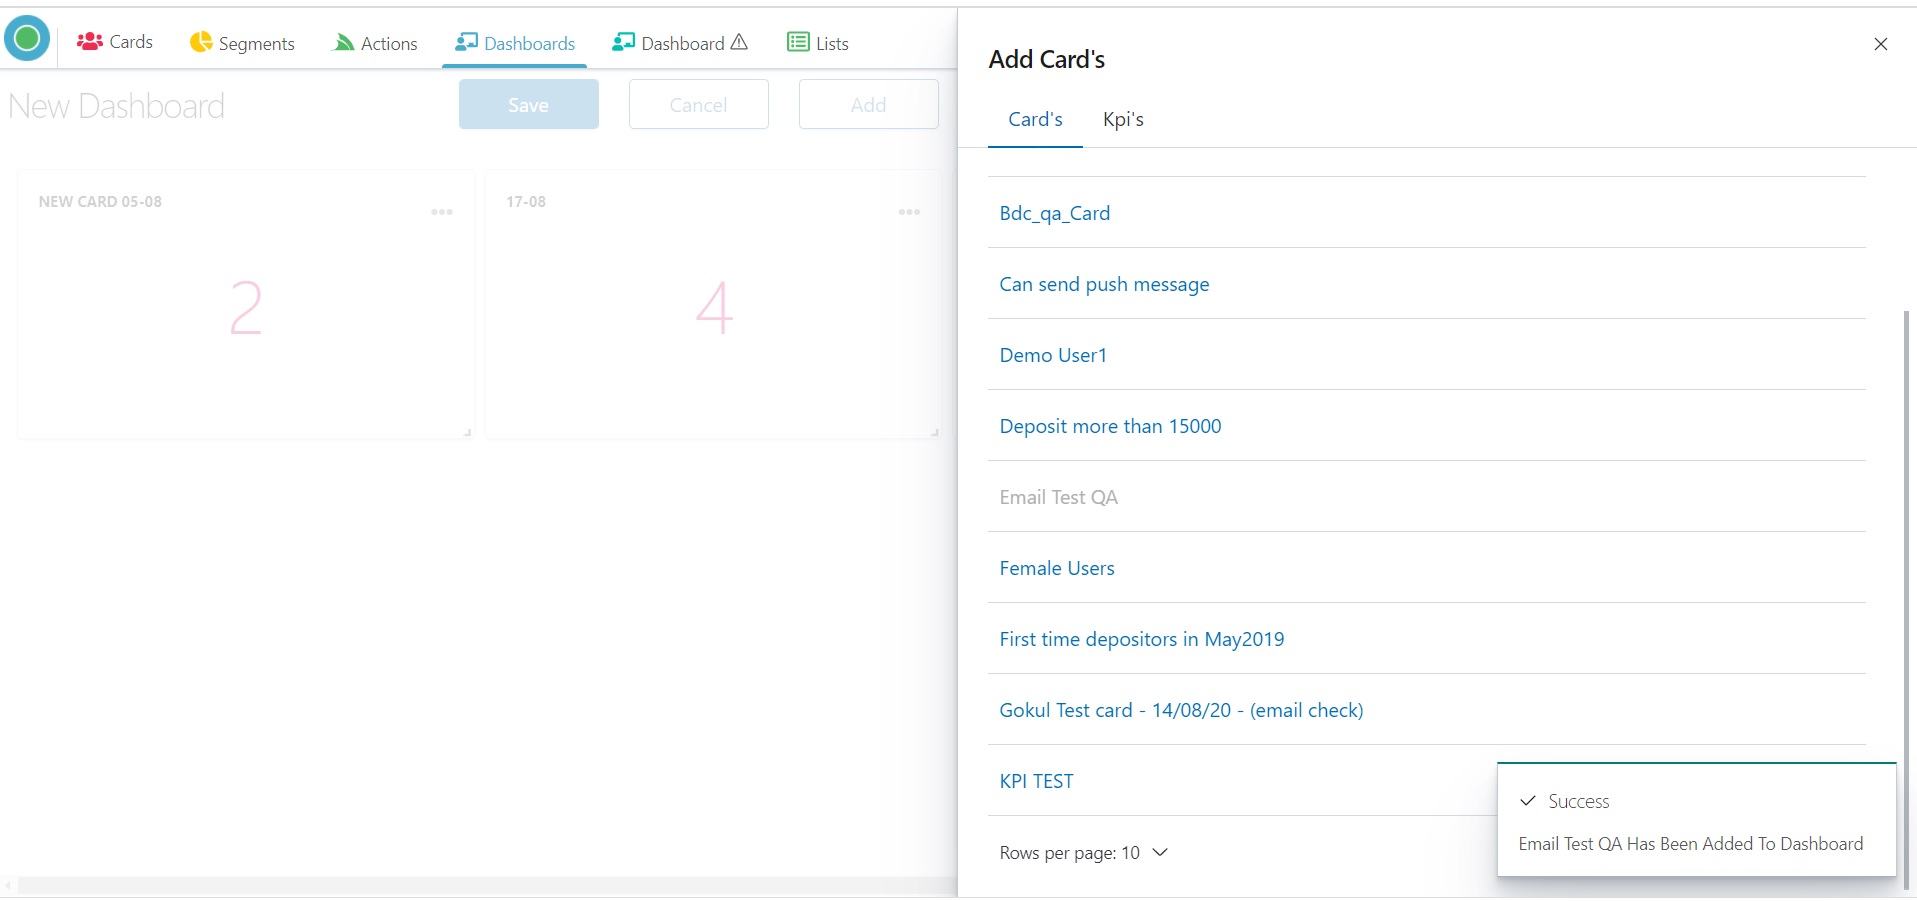 Cards
Segments
Actions
Dashboards
Dashboard
Lists
New Dashboard
Save
Cancel
Add
NEW CARD 05-08
2
17-08
4
Add Card's
Card's
Kpi's
Bdc_qa_Card
Can send push message
Demo User1
Deposit more than 15000
Email Test QA
Female Users
First time depositors in May2019
Gokul Test card - 14/08/20 - (email check)
KPI TEST
Rows per page: 10
Success
Email Test QA Has Been Added To Dashboard